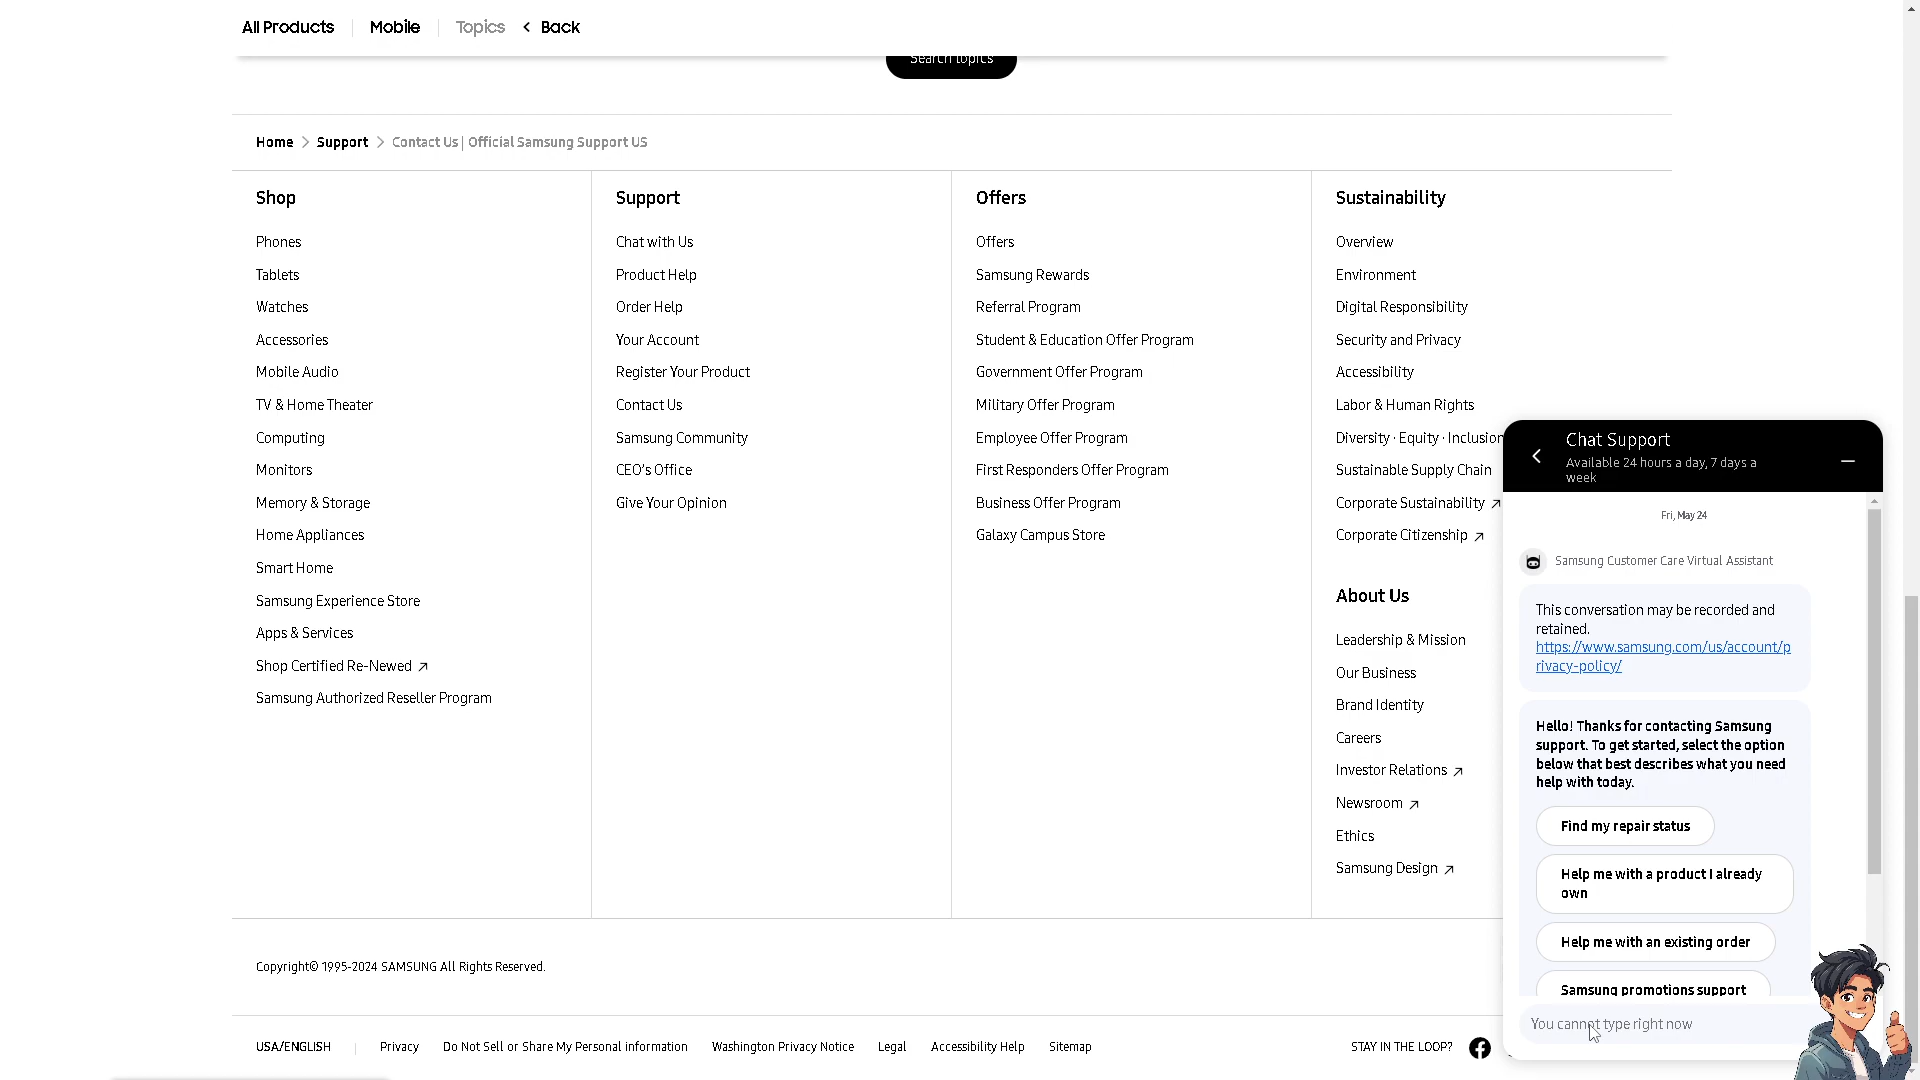 All Products
Mobile
Topics
Back
Search topics
Home
Support
Contact Us | Official Samsung Support US
Shop
Phones
Tablets
Watches
Accessories
Mobile Audio
TV & Home Theater
Computing
Monitors
Memory & Storage
Home Appliances
Smart Home
Samsung Experience Store
Apps & Services
Shop Certified Re-Newed
Samsung Authorized Reseller Program
Support
Chat with Us
Product Help
Order Help
Your Account
Register Your Product
Contact Us
Samsung Community
CEO's Office
Give Your Opinion
Offers
Offers
Samsung Rewards
Referral Program
Student & Education Offer Program
Government Offer Program
Military Offer Program
Employee Offer Program
First Responders Offer Program
Business Offer Program
Galaxy Campus Store
Sustainability
Overview
Environment
Digital Responsibility
Security and Privacy
Accessibility
Labor & Human Rights
Diversity · Equity · Inclusion
Sustainable Supply Chain
Corporate Sustainability
Corporate Citizenship
About Us
Leadership & Mission
Our Business
Brand Identity
Careers
Investor Relations
Newsroom
Ethics
Samsung Design
Chat Support
Available 24 hours a day, 7 days a
week
Fri, May 24
Samsung Customer Care Virtual Assistant
This conversation may be recorded and
retained.
https://www.samsung.com/us/account/p
rivacy-policy/
Hello! Thanks for contacting Samsung
support. To get started, select the option
below that best describes what you need
help with today.
Find my repair status
Help me with a product I already
own
Help me with an existing order
Samsung promotions support
You cannot type right now
Copyright© 1995-2024 SAMSUNG All Rights Reserved.
USA/ENGLISH
Privacy
Do Not Sell or Share My Personal information
Washington Privacy Notice
Legal
Accessibility Help
Sitemap
STAY IN THE LOOP?